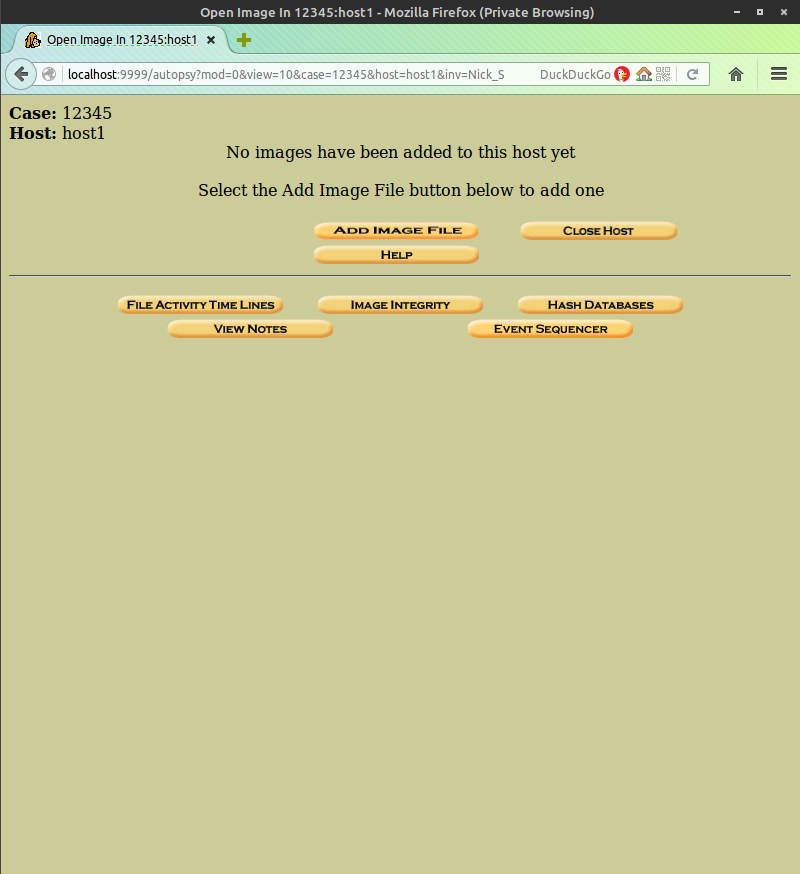 Open Image In 12345:host1 - Mozilla Firefox (Private Browsing)
Open Image In 12345:host1
localhost:9999/autopsy?mod=0&view=10&case=12345&host=host1&inv=Nick_S DuckDuckGo
Case: 12345
Host: host1
No images have been added to this host yet
Select the Add Image File button below to add one
ADD IMAGE FILE CLOSE HOST
HELP
FILE ACTIVITY TIME LINES IMAGE INTEGRITY HASH DATABASES
VIEW NOTES EVENT SEQUENCER